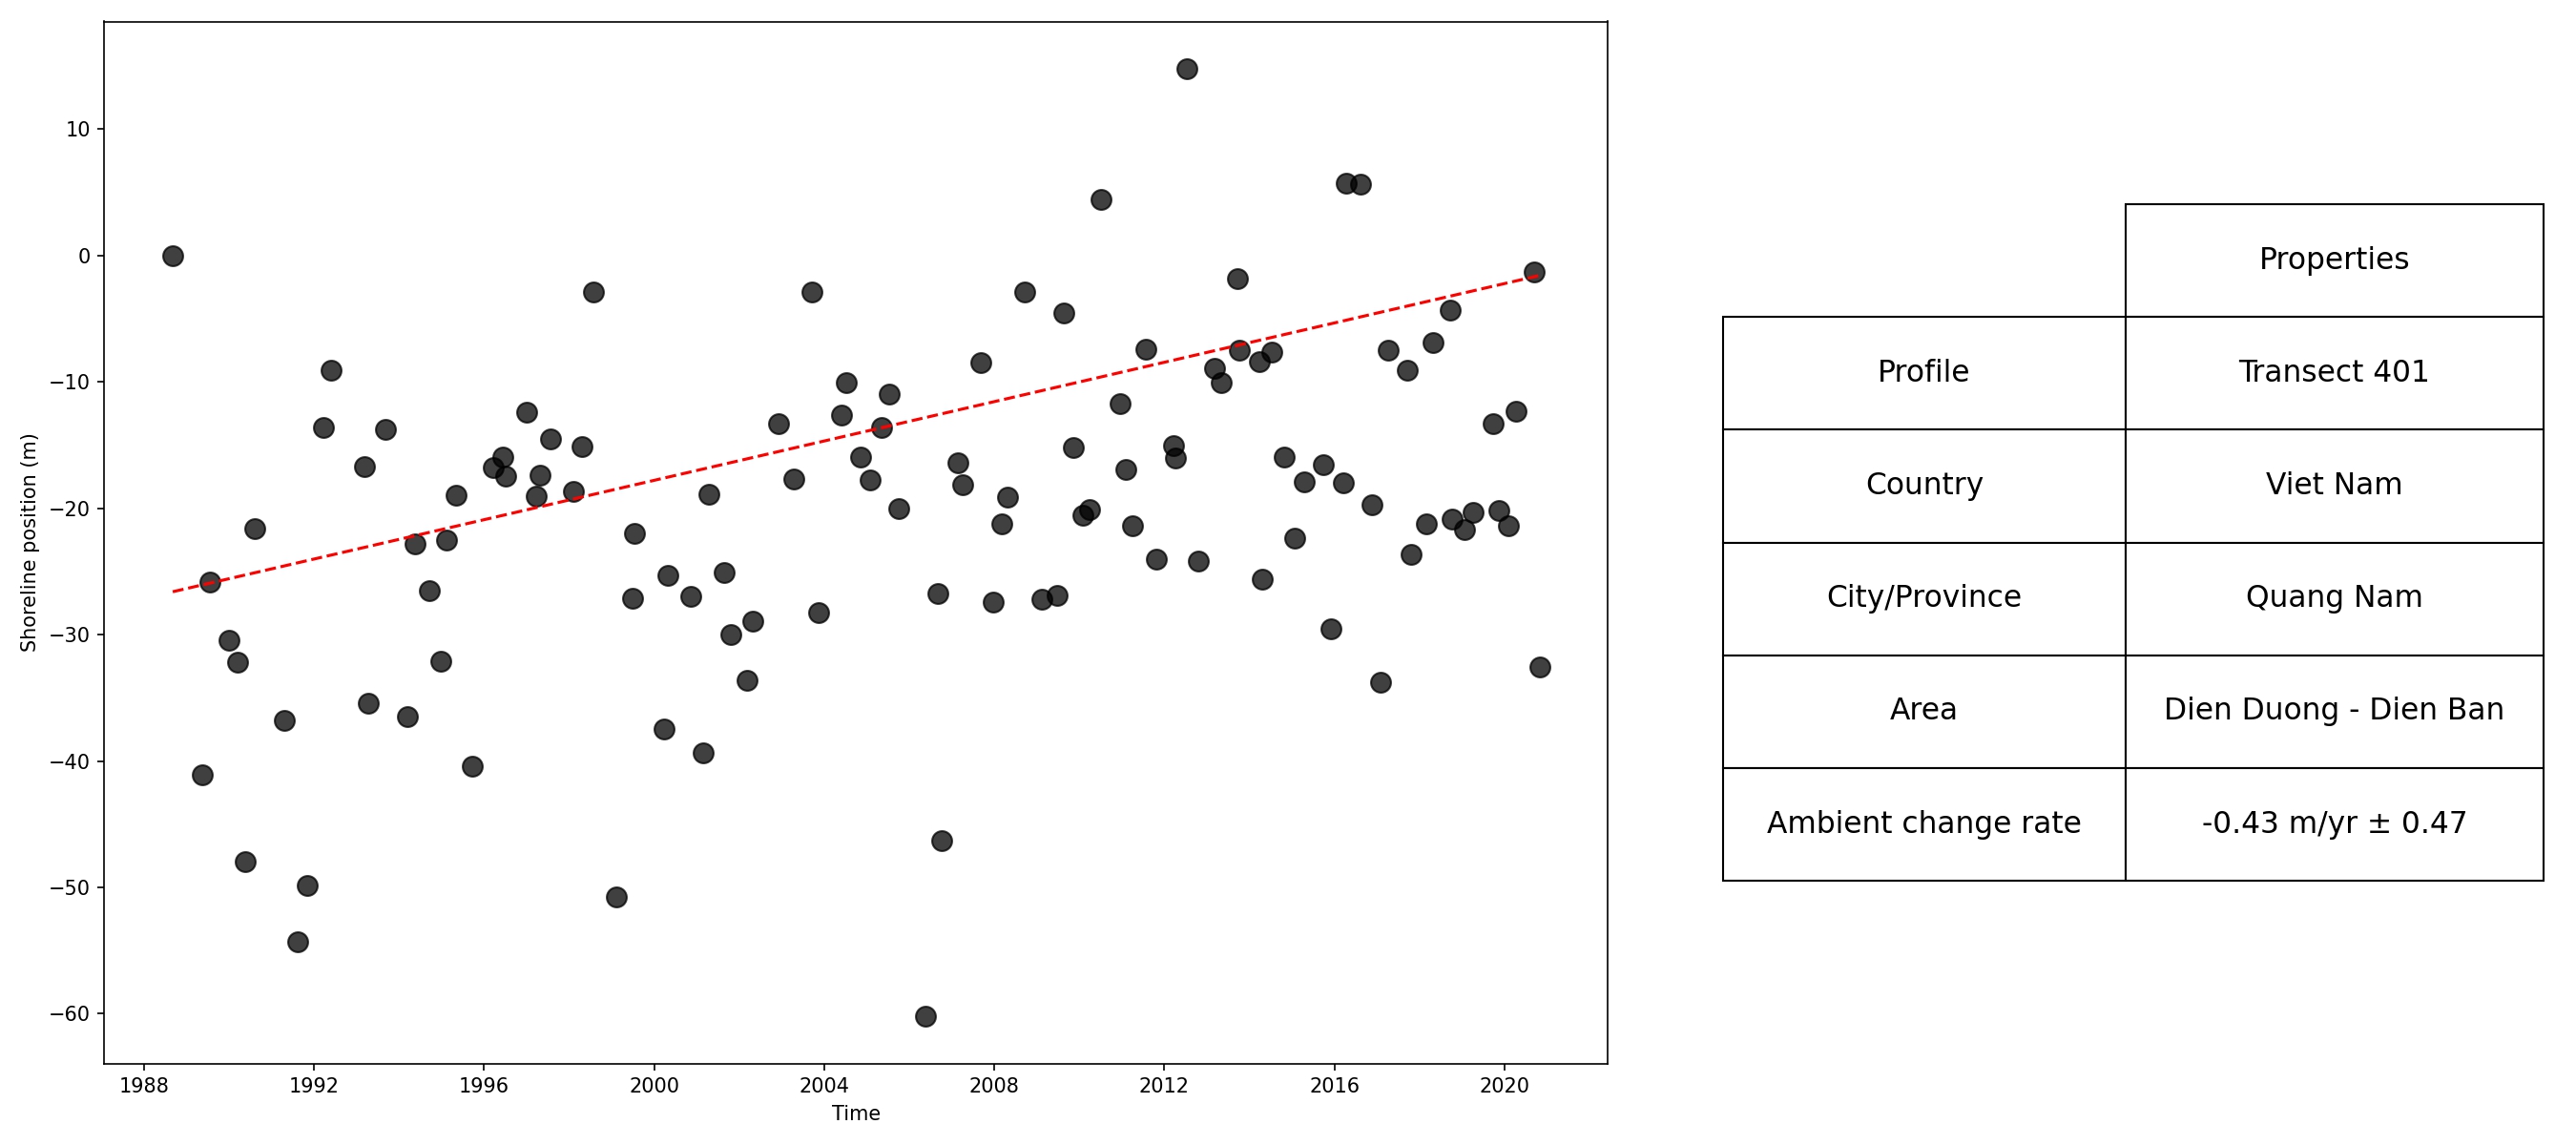 Shoreline position (m)
10
0
−10
−20
−30
−40
−50
−60
1988 1992 1996 2000 2004 2008 2012 2016 2020
Time
Properties
Profile Transect 401
Country Viet Nam
City/Province Quang Nam
Area Dien Duong - Dien Ban
Ambient change rate -0.43 m/yr ± 0.47